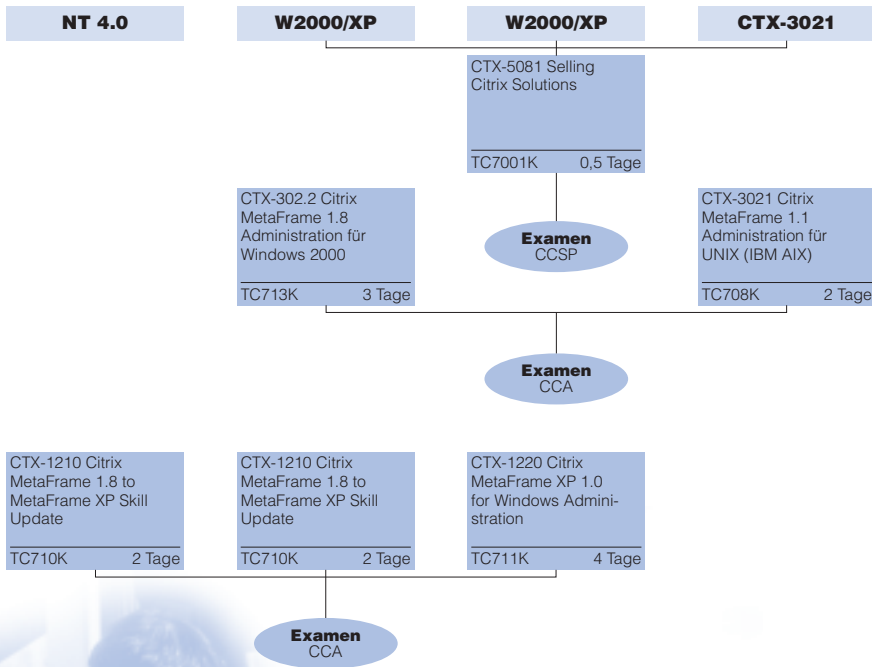 NT 4.0
W2000/XP
W2000/XP
CTX-3021
CTX-5081 Selling
Citrix Solutions
TC7001K 0,5 Tage
CTX-302.2 Citrix
MetaFrame 1.8
Administration für
Windows 2000
TC713K 3 Tage
Examen
CCSP
CTX-3021 Citrix
MetaFrame 1.1
Administration für
UNIX (IBM AIX)
TC708K 2 Tage
Examen
CCA
CTX-1210 Citrix
MetaFrame 1.8 to
MetaFrame XP Skill
Update
TC710K 2 Tage
CTX-1210 Citrix
MetaFrame 1.8 to
MetaFrame XP Skill
Update
TC710K 2 Tage
CTX-1220 Citrix
MetaFrame XP 1.0
for Windows Admini-
stration
TC711K 4 Tage
Examen
CCA